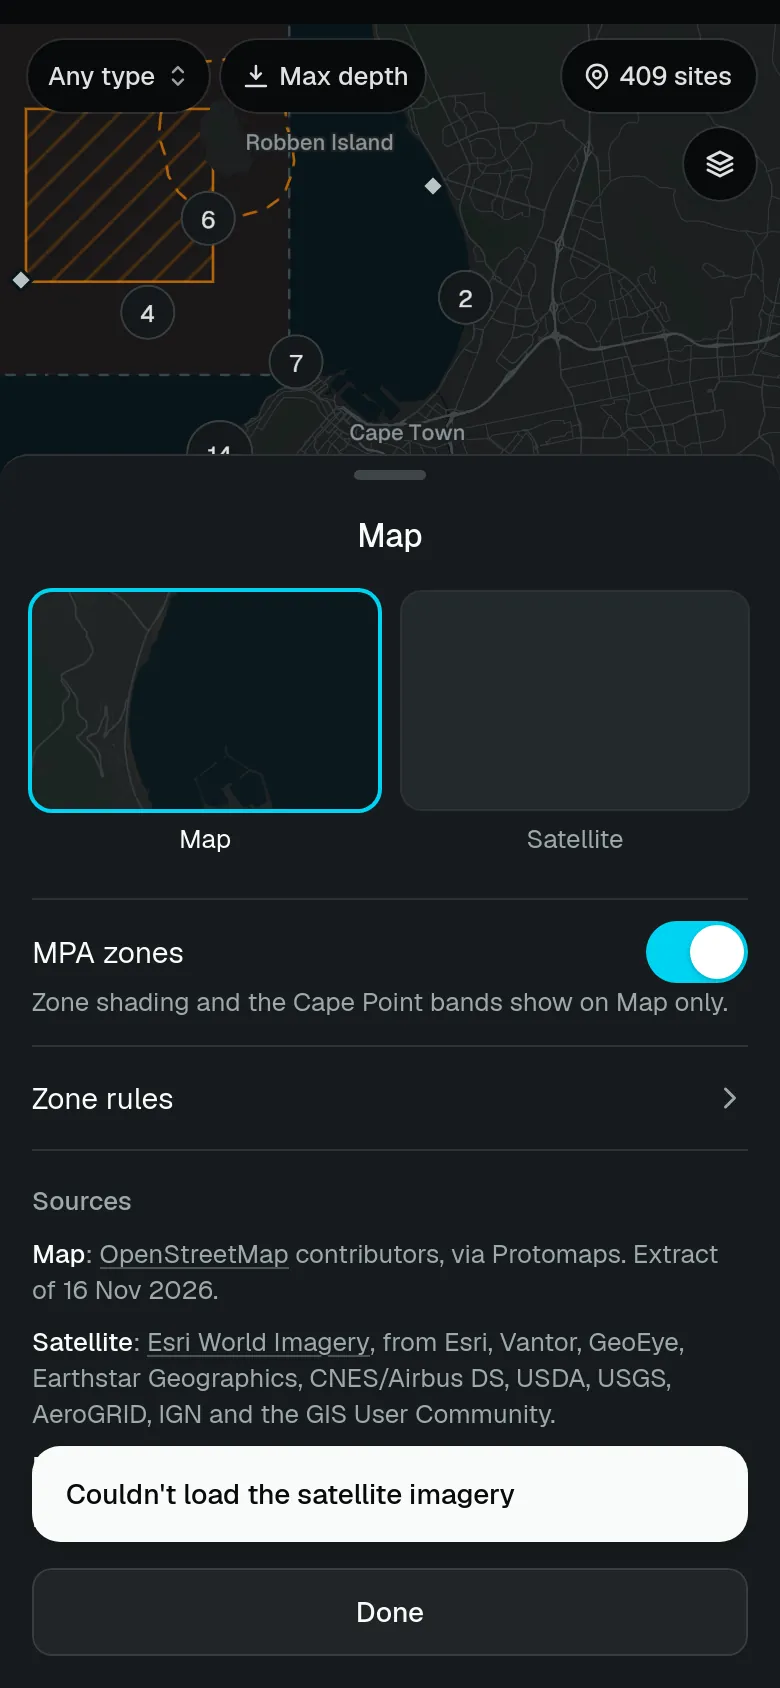 Any type
Max depth
409 sites
Robben Island
6
4
2
7
14
Cape Town
Map
Map
Satellite
MPA zones
Zone shading and the Cape Point bands show on Map only.
Zone rules
Sources
Map: OpenStreetMap contributors, via Protomaps. Extract
of 16 Nov 2026.
Satellite: Esri World Imagery, from Esri, Vantor, GeoEye,
Earthstar Geographics, CNES/Airbus DS, USDA, USGS,
AeroGRID, IGN and the GIS User Community.
Couldn't load the satellite imagery
Done